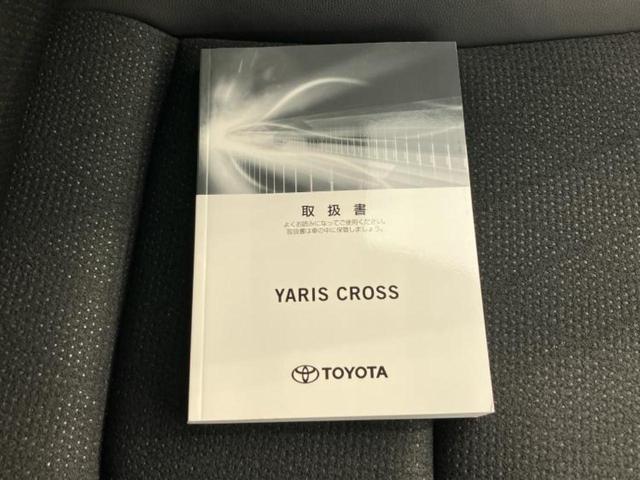 取扱書
よくお読みになってご使用ください。
取扱書は車の中に保管しましょう。
YARIS CROSS
TOYOTA